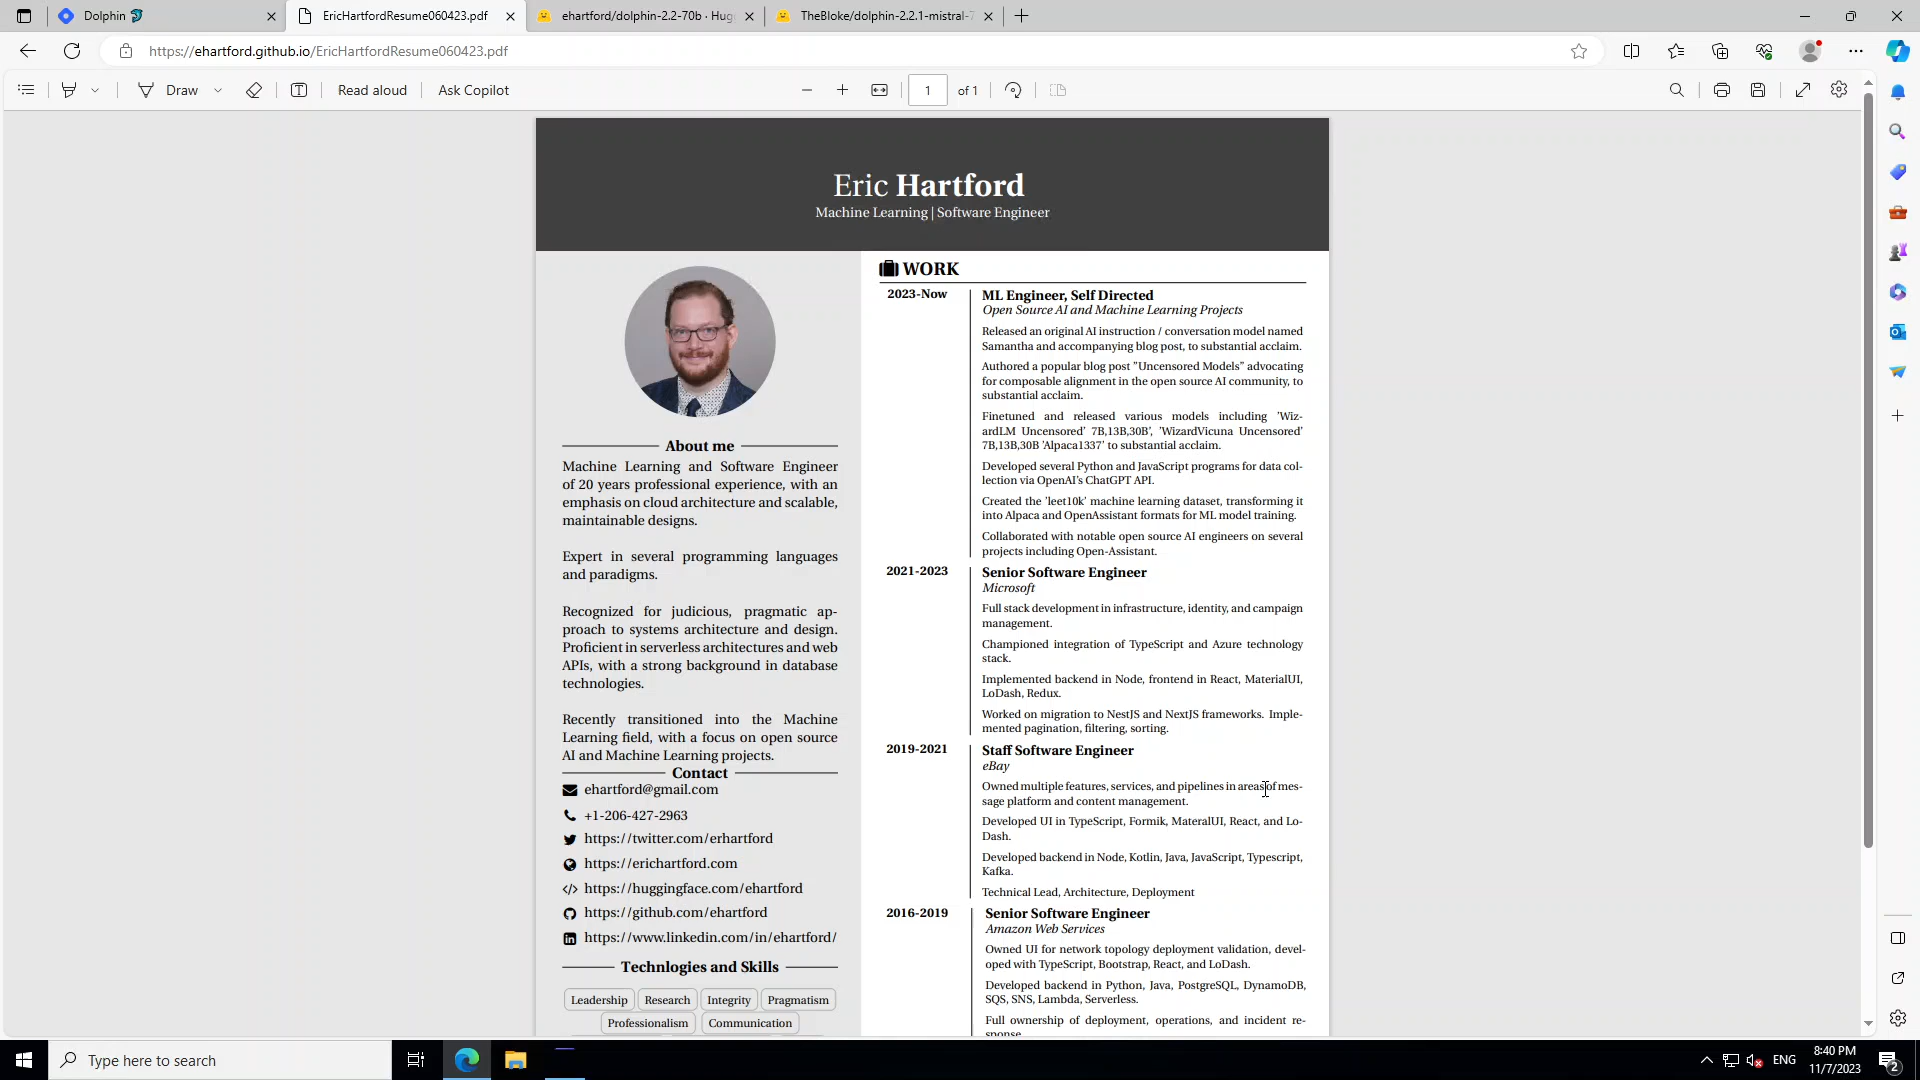 Dolphin
EricHartfordResume060423.pdf
ehartford/dolphin-2.2-70b · Hug
TheBloke/dolphin-2.2.1-mistral-7
https://ehartford.github.io/EricHartfordResume060423.pdf
Draw
Read aloud
Ask Copilot
1
of 1
Eric Hartford
Machine Learning | Software Engineer
About me
Machine Learning and Software Engineer
of 20 years professional experience, with an
emphasis on cloud architecture and scalable,
maintainable designs.
Expert in several programming languages
and paradigms.
Recognized for judicious, pragmatic ap-
proach to systems architecture and design.
Proficient in serverless architectures and web
APIs, with a strong background in database
technologies.
Recently transitioned into the Machine
Learning field, with a focus on open source
AI and Machine Learning projects.
Contact
ehartford@gmail.com
+1-206-427-2963
https://twitter.com/erhartford
https://erichartford.com
https://huggingface.com/ehartford
https://github.com/ehartford
https://www.linkedin.com/in/ehartford/
Technlogies and Skills
Leadership Research Integrity Pragmatism
Professionalism Communication
WORK
2023-Now
ML Engineer, Self Directed
Open Source AI and Machine Learning Projects
Released an original AI instruction / conversation model named
Samantha and accompanying blog post, to substantial acclaim.
Authored a popular blog post "Uncensored Models" advocating
for composable alignment in the open source AI community, to
substantial acclaim.
Finetuned and released various models including 'Wiz-
ardLM Uncensored' 7B,13B,30B', 'WizardVicuna Uncensored'
7B,13B,30B 'Alpaca1337' to substantial acclaim.
Developed several Python and JavaScript programs for data col-
lection via OpenAI's ChatGPT API.
Created the 'leet10k' machine learning dataset, transforming it
into Alpaca and OpenAssistant formats for ML model training.
Collaborated with notable open source AI engineers on several
projects including Open-Assistant.
2021-2023
Senior Software Engineer
Microsoft
Full stack development in infrastructure, identity, and campaign
management.
Championed integration of TypeScript and Azure technology
stack.
Implemented backend in Node, frontend in React, MaterialUI,
LoDash, Redux.
Worked on migration to NestJS and NextJS frameworks. Imple-
mented pagination, filtering, sorting.
2019-2021
Staff Software Engineer
eBay
Owned multiple features, services, and pipelines in areas of mes-
sage platform and content management.
Developed UI in TypeScript, Formik, MateralUI, React, and Lo-
Dash.
Developed backend in Node, Kotlin, Java, JavaScript, Typescript,
Kafka.
Technical Lead, Architecture, Deployment
2016-2019
Senior Software Engineer
Amazon Web Services
Owned UI for network topology deployment validation, devel-
oped with TypeScript, Bootstrap, React, and LoDash.
Developed backend in Python, Java, PostgreSQL, DynamoDB,
SQS, SNS, Lambda, Serverless.
Full ownership of deployment, operations, and incident re-
sponse.
Type here to search
ENG
8:40 PM
11/7/2023
2